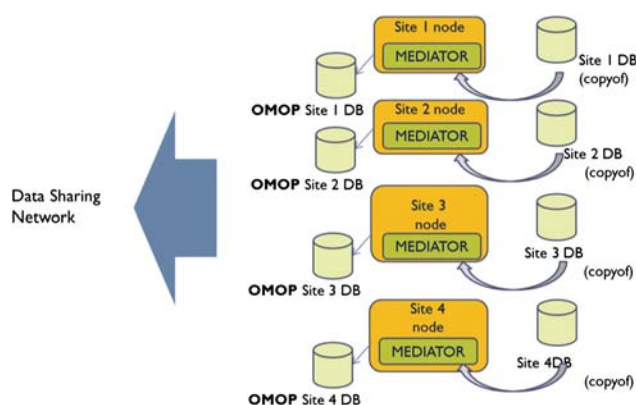 Site 1 node
MEDIATOR
Site 1 DB
(copyof)
OMOP Site 1 DB
Site 2 node
MEDIATOR
Site 2 DB
(copyof)
OMOP Site 2 DB
Data Sharing
Network
Site 3
node
MEDIATOR
Site 3 DB
(copyof)
OMOP Site 3 DB
Site 4
node
MEDIATOR
Site 4DB
(copyof)
OMOP Site 4 DB